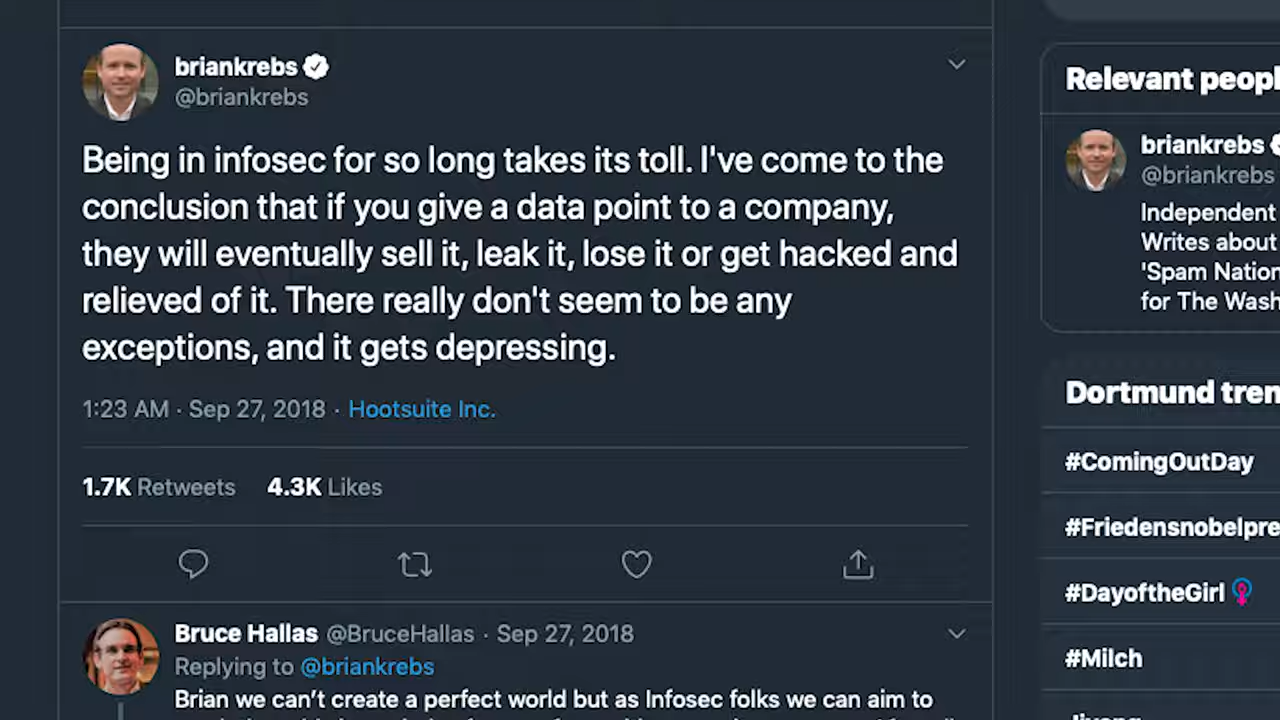 briankrebs
@briankrebs
Being in infosec for so long takes its toll. I've come to the
conclusion that if you give a data point to a company,
they will eventually sell it, leak it, lose it or get hacked and
relieved of it. There really don't seem to be any
exceptions, and it gets depressing.
1:23 AM · Sep 27, 2018 · Hootsuite Inc.
1.7K Retweets 4.3K Likes
Bruce Hallas @BruceHallas · Sep 27, 2018
Replying to @briankrebs
Brian we can't create a perfect world but as Infosec folks we can aim to
Relevant peopl
briankrebs
@briankrebs
Independent
Writes about
'Spam Nation
for The Wash
Dortmund tren
#ComingOutDay
#Friedensnobelpre
#DayoftheGirl
#Milch